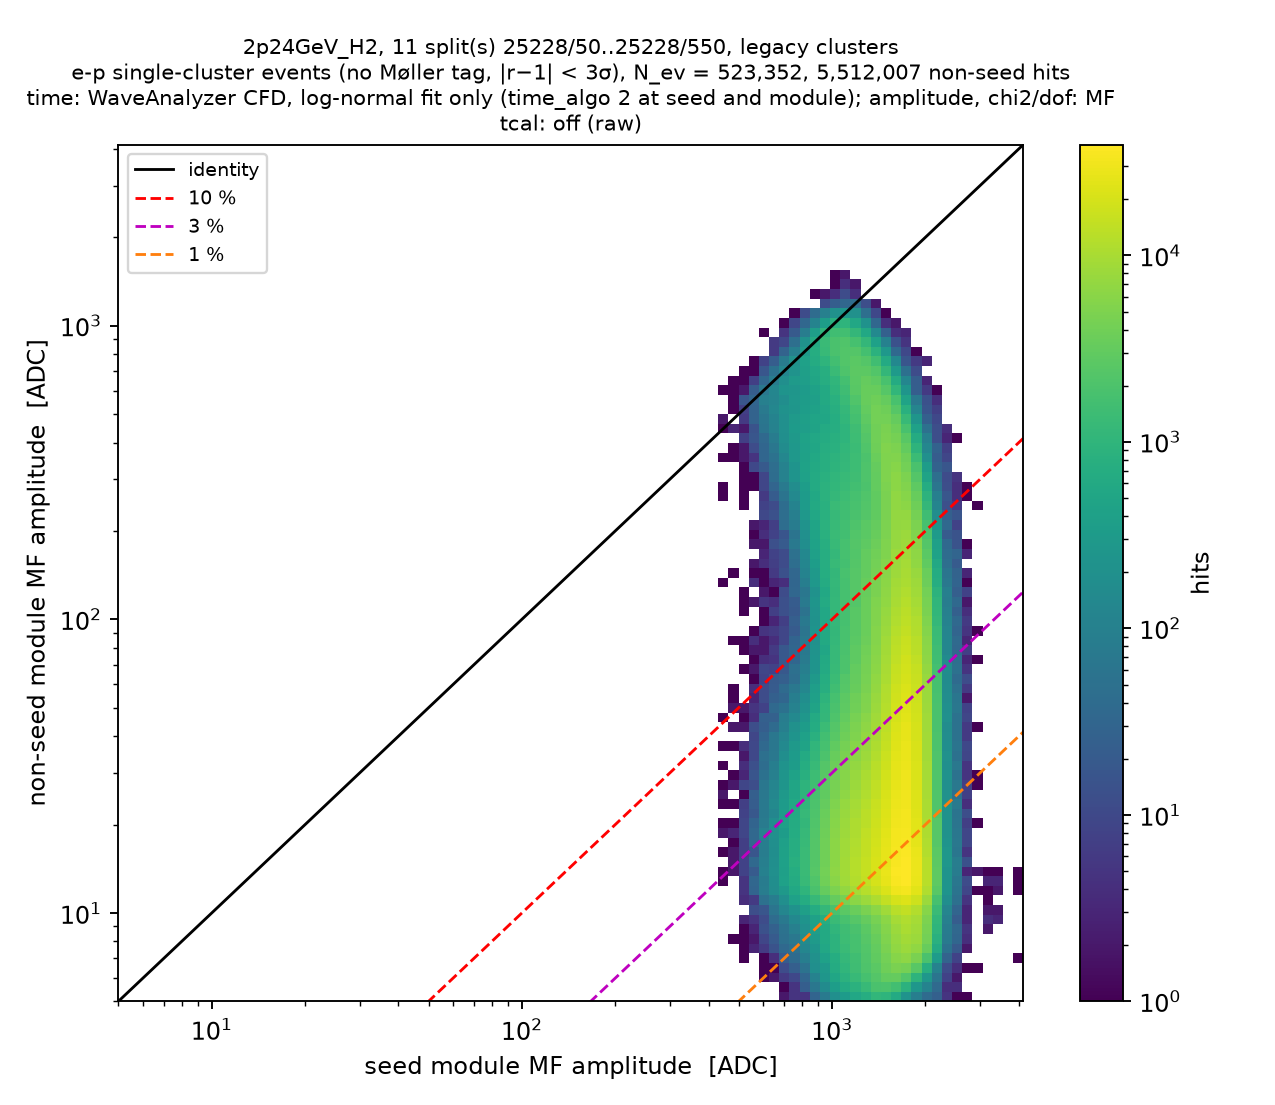 2p24GeV_H2, 11 split(s) 25228/50..25228/550, legacy clusters
e-p single-cluster events (no Møller tag, |r−1| < 3σ), N_ev = 523,352, 5,512,007 non-seed hits
time: WaveAnalyzer CFD, log-normal fit only (time_algo 2 at seed and module); amplitude, chi2/dof: MF
tcal: off (raw)
identity
10 %
3 %
1 %
non-seed module MF amplitude [ADC]
10³
10²
10¹
10¹
10²
10³
seed module MF amplitude [ADC]
10⁴
10³
10²
10¹
10⁰
hits